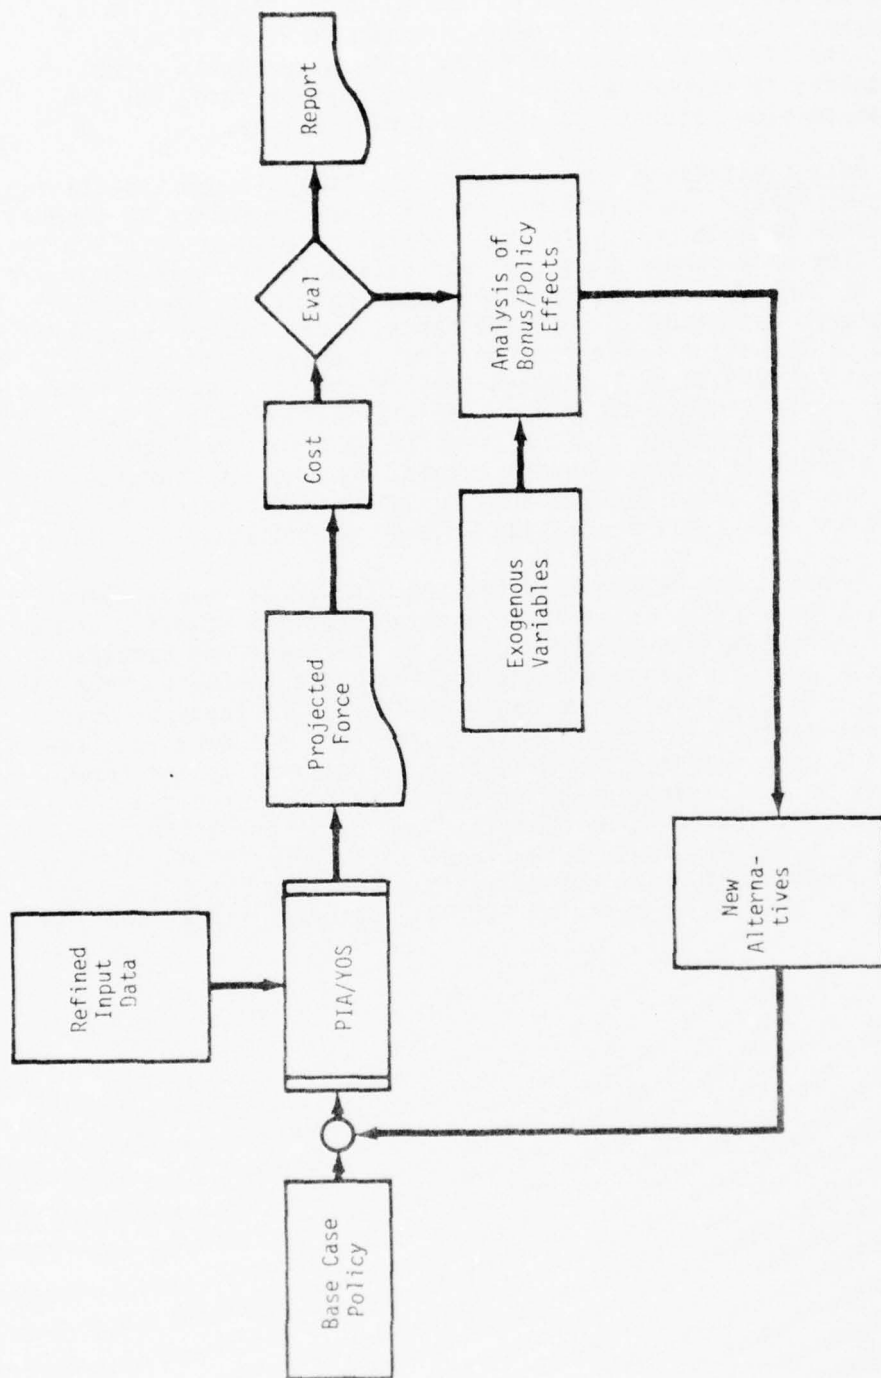 Refined
Input
Data
Base Case
Policy
PIA/YOS
Projected
Force
Cost
Eval
Report
Exogenous
Variables
Analysis of
Bonus/Policy
Effects
New
Alterna-
tives